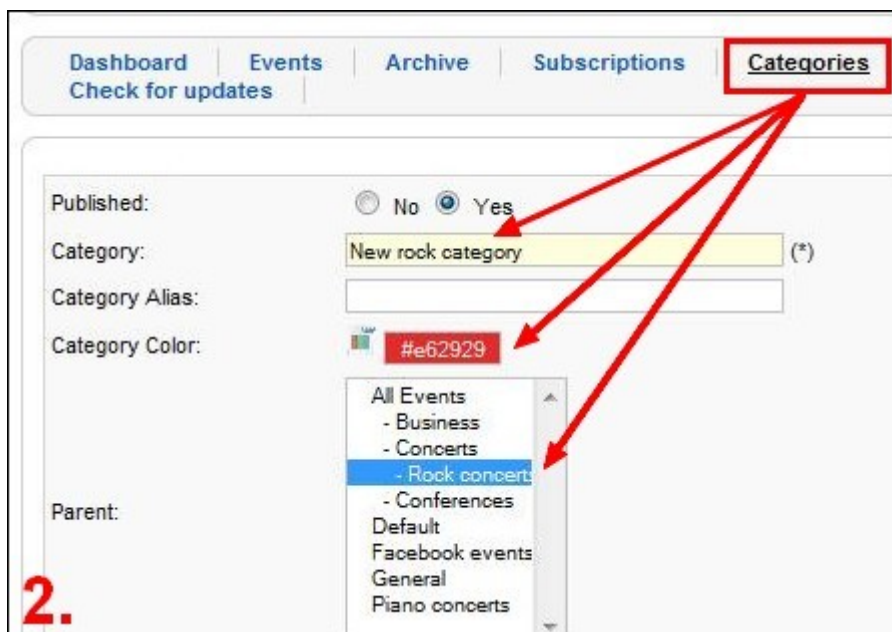 Dashboard Events Archive Subscriptions Categories
Check for updates
Published: No Yes
Category: New rock category (*)
Category Alias:
Category Color: #e62929
All Events
- Business
- Concerts
- Rock concerts
- Conferences
Parent:
Default
Facebook events
General
Piano concerts
2.